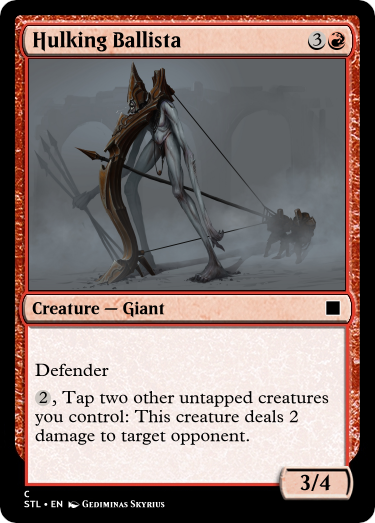 Hulking Ballista 3
Creature — Giant
Defender
2, Tap two other untapped creatures
you control: This creature deals 2
damage to target opponent.
3/4
C
STL • EN Gediminas Skyrius